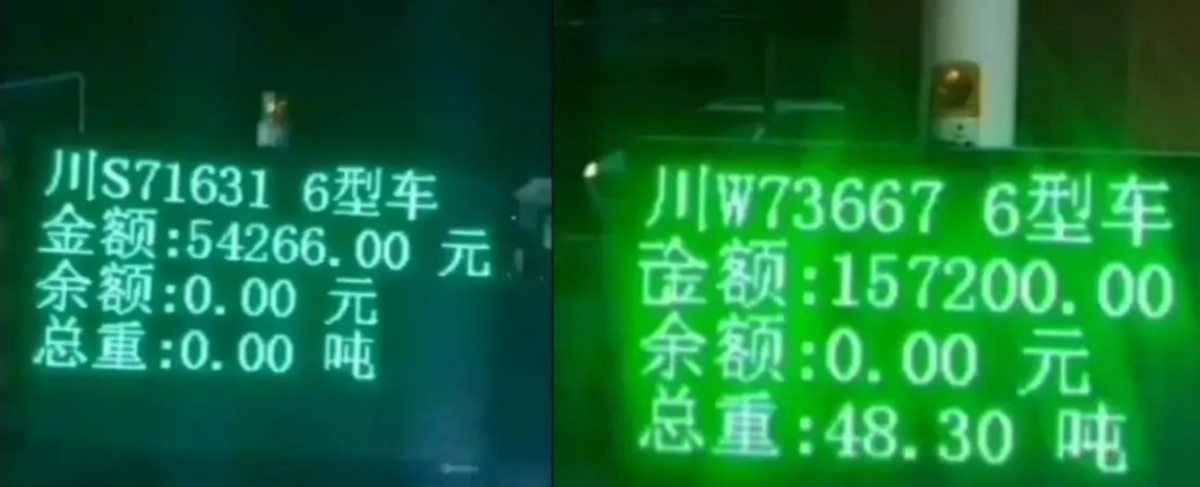 川S71631 6型车
金额:54266.00 元
余额:0.00 元
总重:0.00 吨
川W73667 6型车
金额:157200.00
余额:0.00 元
总重:48.30 吨